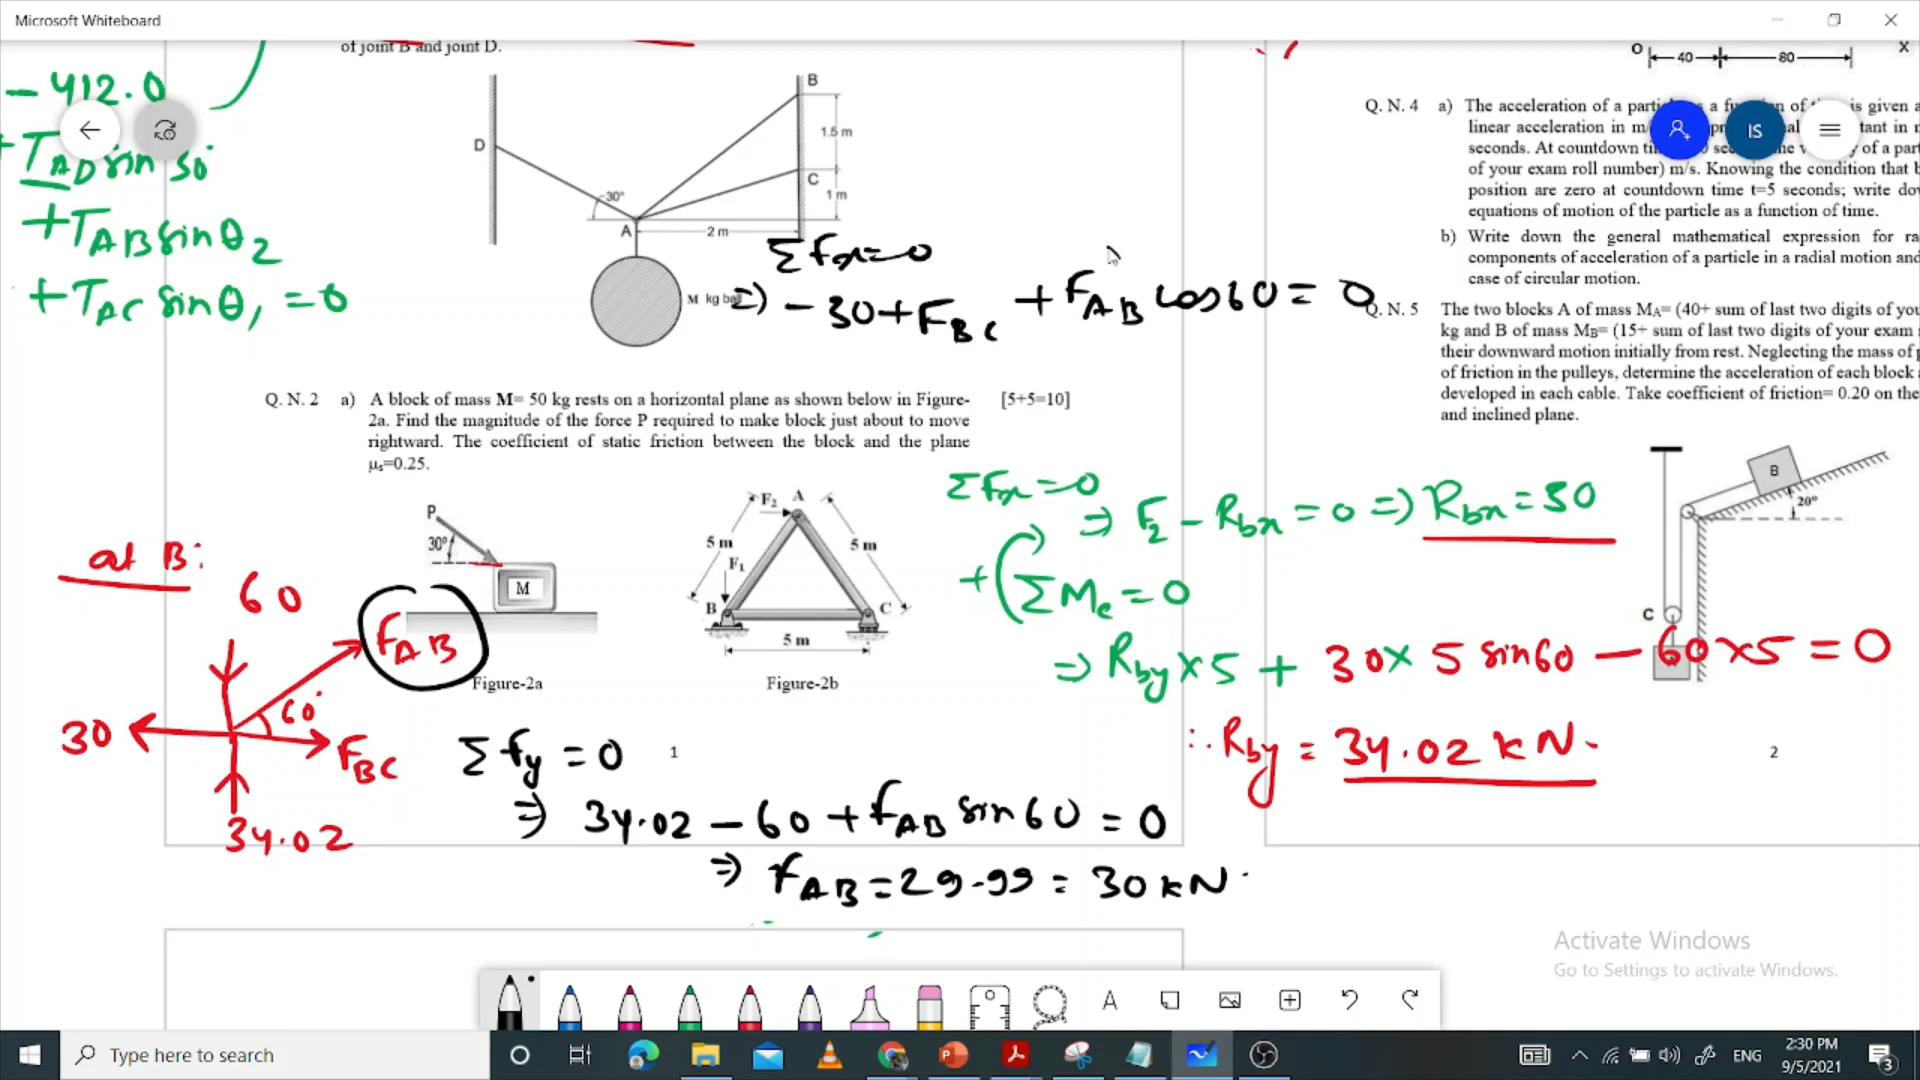 Microsoft Whiteboard
of joint B and joint D.
- 412.0
+ TAD sin 30°
+ TAB sin θ2
+ TAC sin θ1 = 0
D
B
1.5 m
C
1 m
30°
A
2 m
M kg ball
Σfx = 0
⇒ - 30 + FBC + FAB cos 60 = 0
Q. N. 2 a) A block of mass M= 50 kg rests on a horizontal plane as shown below in Figure- [5+5=10]
2a. Find the magnitude of the force P required to make block just about to move
rightward. The coefficient of static friction between the block and the plane
μs=0.25.
P
30°
M
Figure-2a
F2 A
5 m 5 m
F1
B C
5 m
Figure-2b
at B:
60
FAB
60°
30
FBC
34.02
Σfy = 0
⇒ 34.02 - 60 + FAB sin 60 = 0
⇒ FAB = 29.99 = 30 kN.
1
Σfx = 0
⇒ F2 - Rbx = 0 ⇒ Rbx = 30
+ ΣMc = 0
⇒ Rby × 5 + 30 × 5 sin 60 - 60 × 5 = 0
∴ Rby = 34.02 kN.
O 40 80 X
Q. N. 4 a) The acceleration of a is given a
linear acceleration in
seconds. At countdown of a part
of your exam roll number) m/s. Knowing the condition that
position are zero at countdown time t=5 seconds; write
equations of motion of the particle as a function of time.
b) Write down the general mathematical expression for
components of acceleration of a particle in a radial motion and
case of circular motion.
Q. N. 5 The two blocks A of mass MA= (40+ sum of last two digits of
kg and B of mass MB= (15+ sum of last two digits of your exam
their downward motion initially from rest. Neglecting the mass of
of friction in the pulleys, determine the acceleration of each block
developed in each cable. Take coefficient of friction= 0.20 on the
and inclined plane.
B
20°
C
2
IS
Activate Windows
Go to Settings to activate Windows.
Type here to search
ENG
2:30 PM
9/5/2021
3